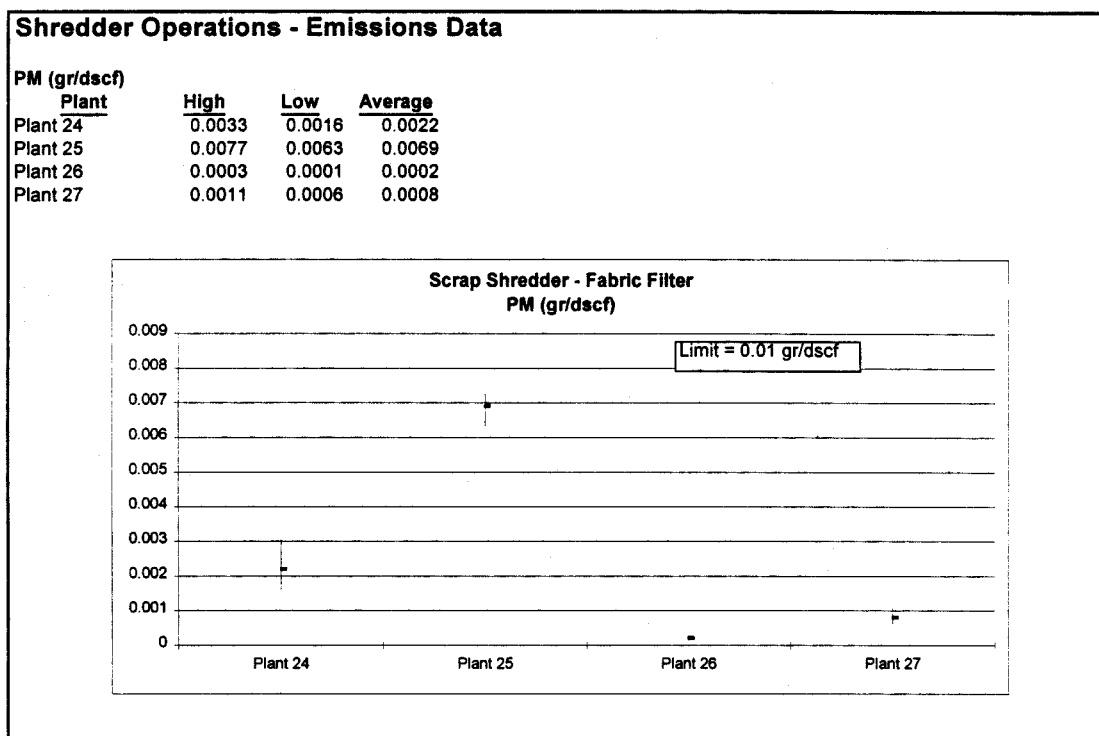 Shredder Operations - Emissions Data
PM (gr/dscf)
Plant High Low Average
Plant 24 0.0033 0.0016 0.0022
Plant 25 0.0077 0.0063 0.0069
Plant 26 0.0003 0.0001 0.0002
Plant 27 0.0011 0.0006 0.0008
Scrap Shredder - Fabric Filter
PM (gr/dscf)
0.009
Limit = 0.01 gr/dscf
0.008
0.007
0.006
0.005
0.004
0.003
0.002
0.001
0
Plant 24 Plant 25 Plant 26 Plant 27